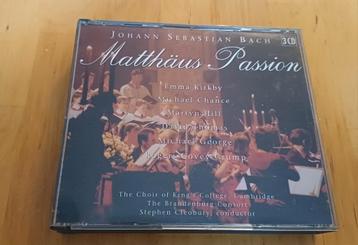 JOHANN SEBASTIAN BACH
3CD
Matthäus-Passion
Emma Kirkby
Michael Chance
Martyn Hill
David Thomas
Michael George
Rogers Covey-Crump
The Choir of King's College, Cambridge
The Brandenburg Consort
Stephen Cleobury, conductor